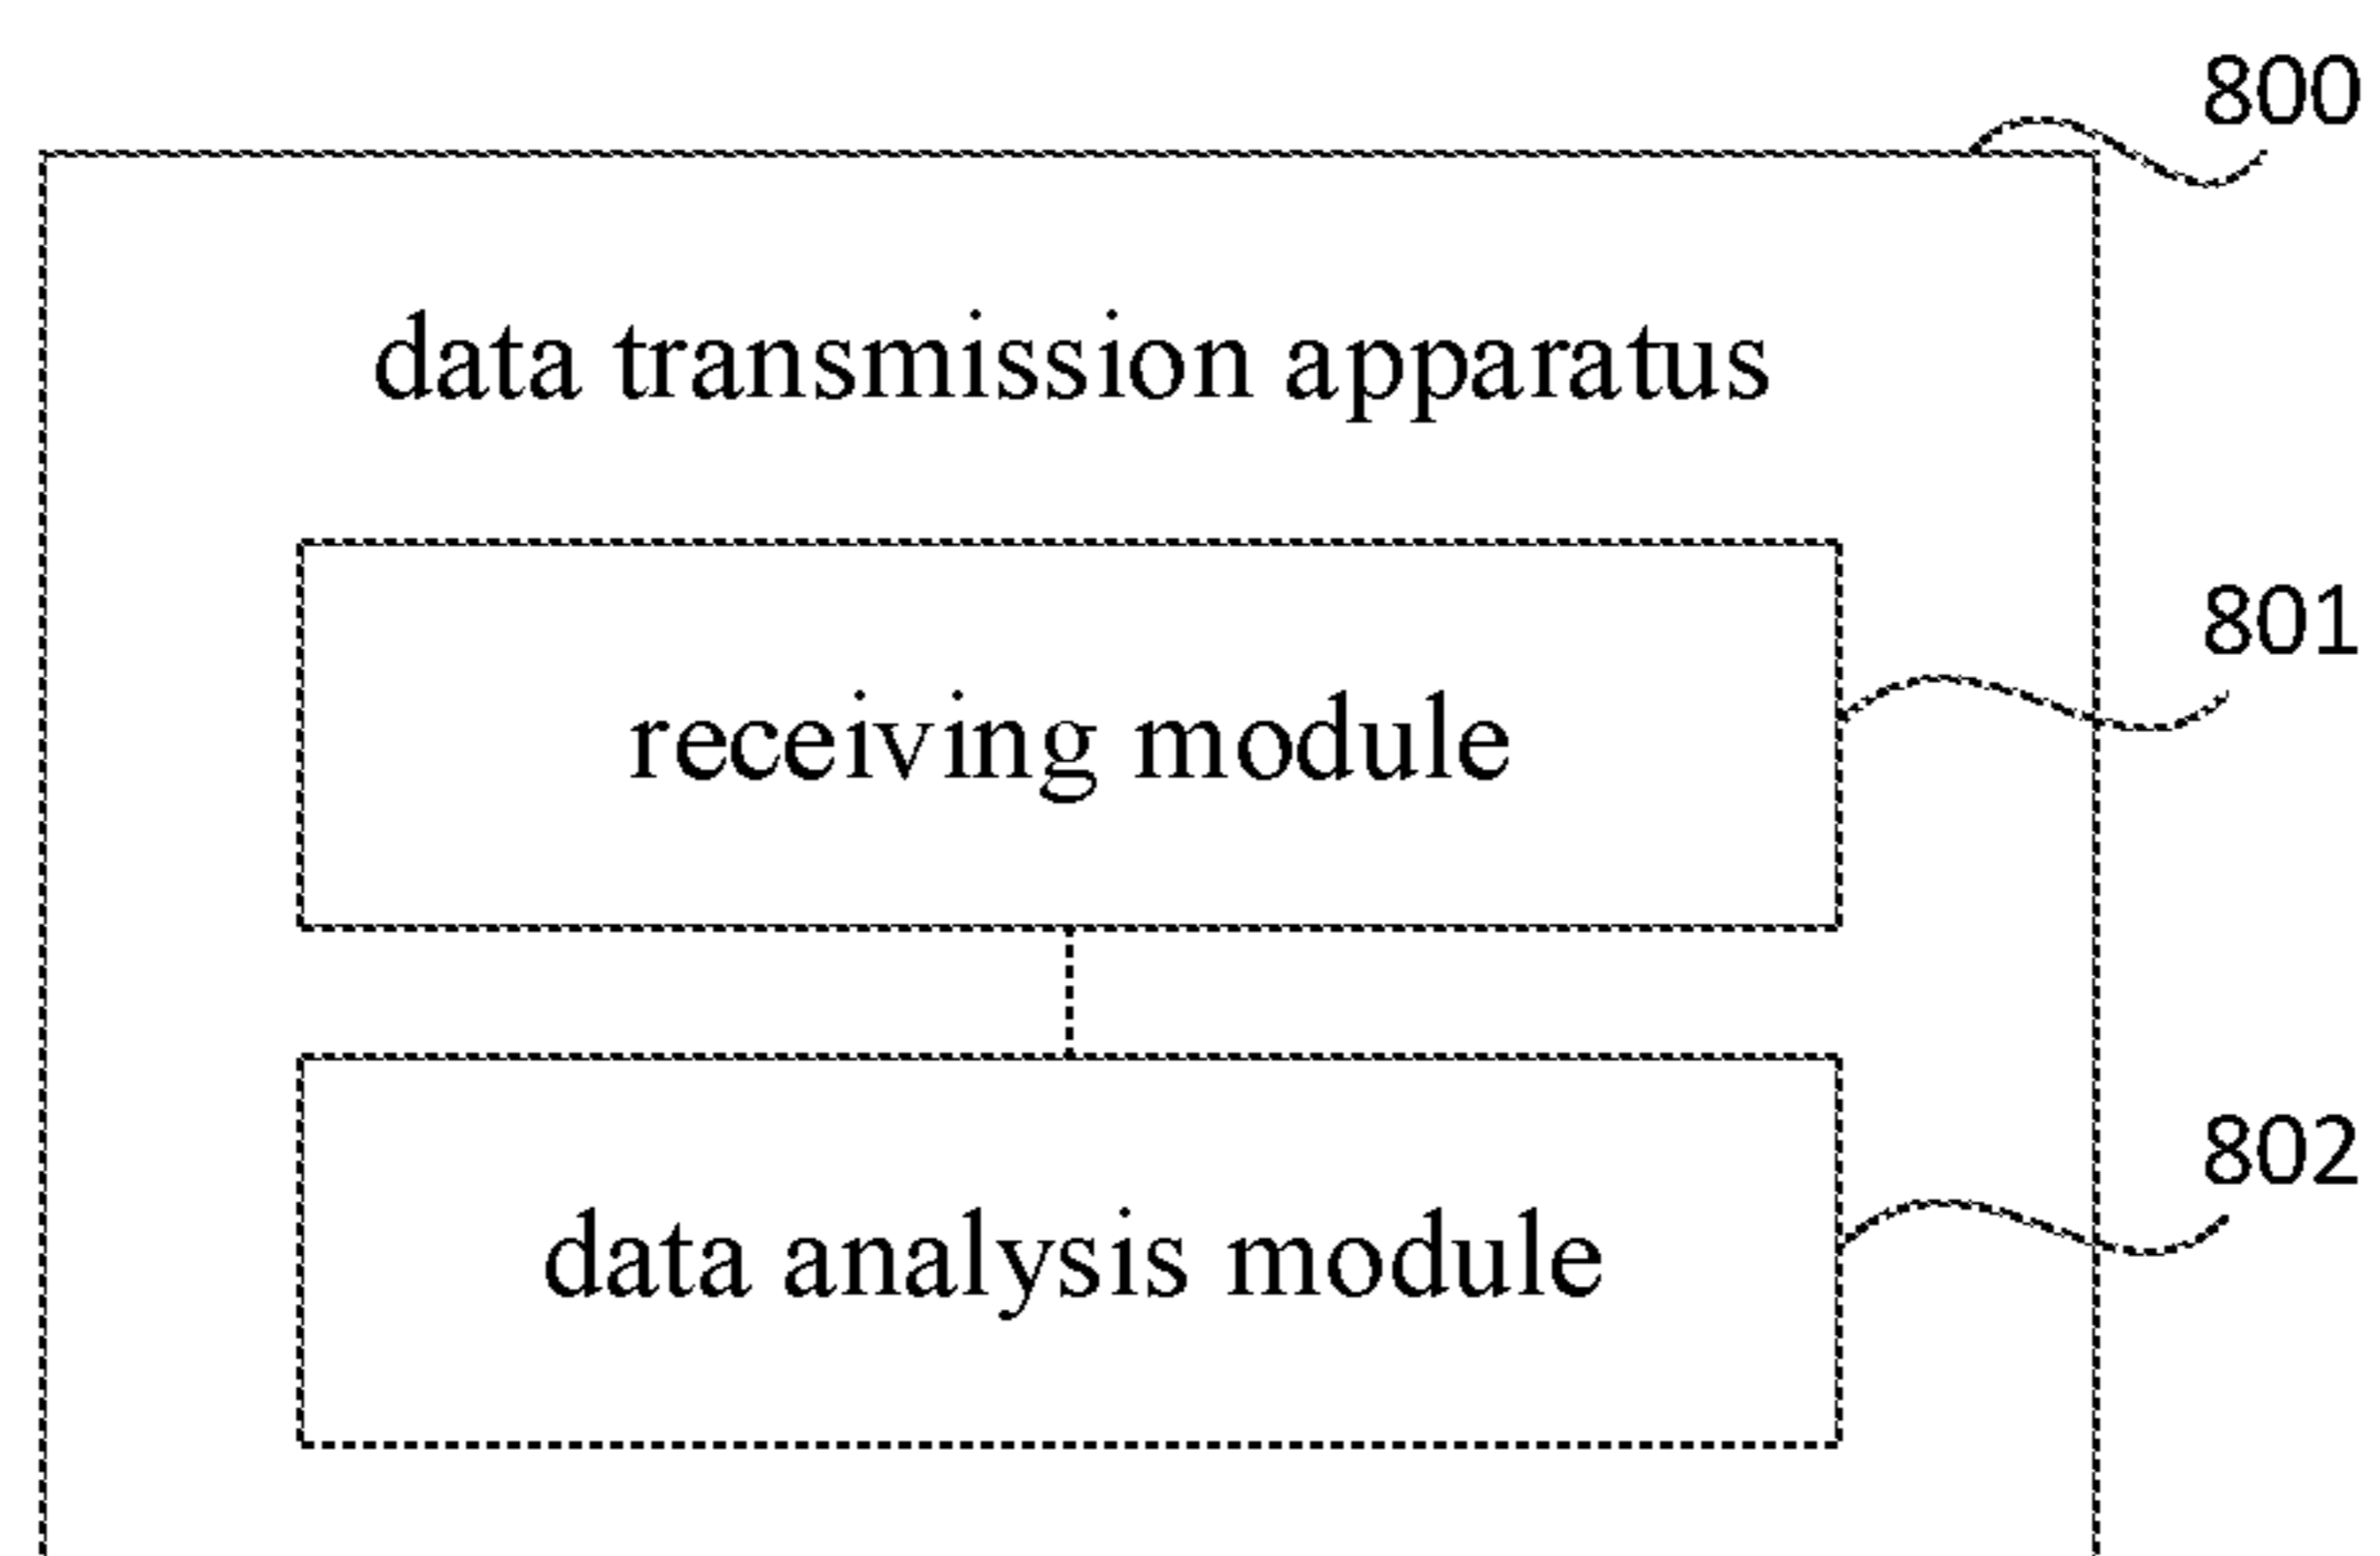 800
data transmission apparatus
801
receiving module
802
data analysis module